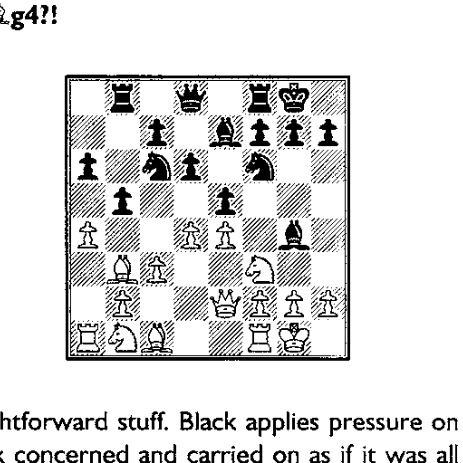 ♗g4?!
htforward stuff. Black applies pressure on
k concerned and carried on as if it was all